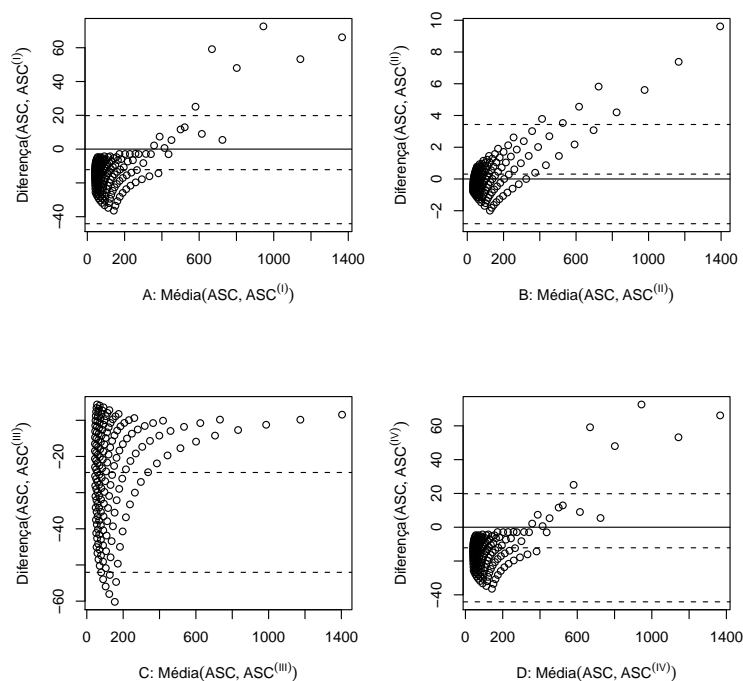 Diferença(ASC, ASC(I))
60
40
20
0
−40
0 200 600 1000 1400
A: Média(ASC, ASC(I))
Diferença(ASC, ASC(II))
10
8
6
4
2
0
−2
0 200 600 1000 1400
B: Média(ASC, ASC(II))
Diferença(ASC, ASC(III))
−20
−40
−60
0 200 600 1000 1400
C: Média(ASC, ASC(III))
Diferença(ASC, ASC(IV))
60
40
20
0
−40
0 200 600 1000 1400
D: Média(ASC, ASC(IV))